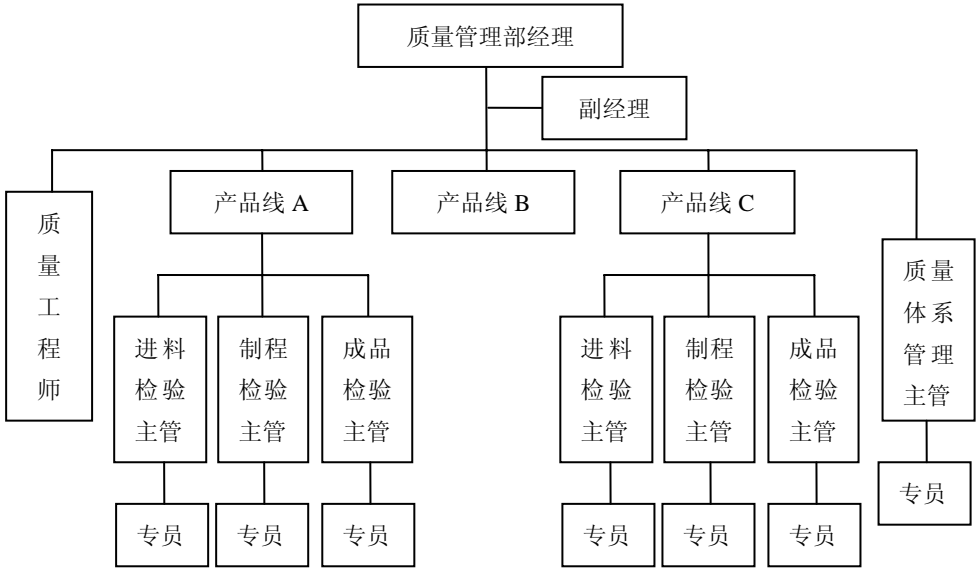 质量管理部经理
副经理
产品线 A
产品线 B
产品线 C
质
量
工
程
师
进料
检验
主管
制程
检验
主管
成品
检验
主管
进料
检验
主管
制程
检验
主管
成品
检验
主管
质量
体系
管理
主管
专员
专员
专员
专员
专员
专员
专员